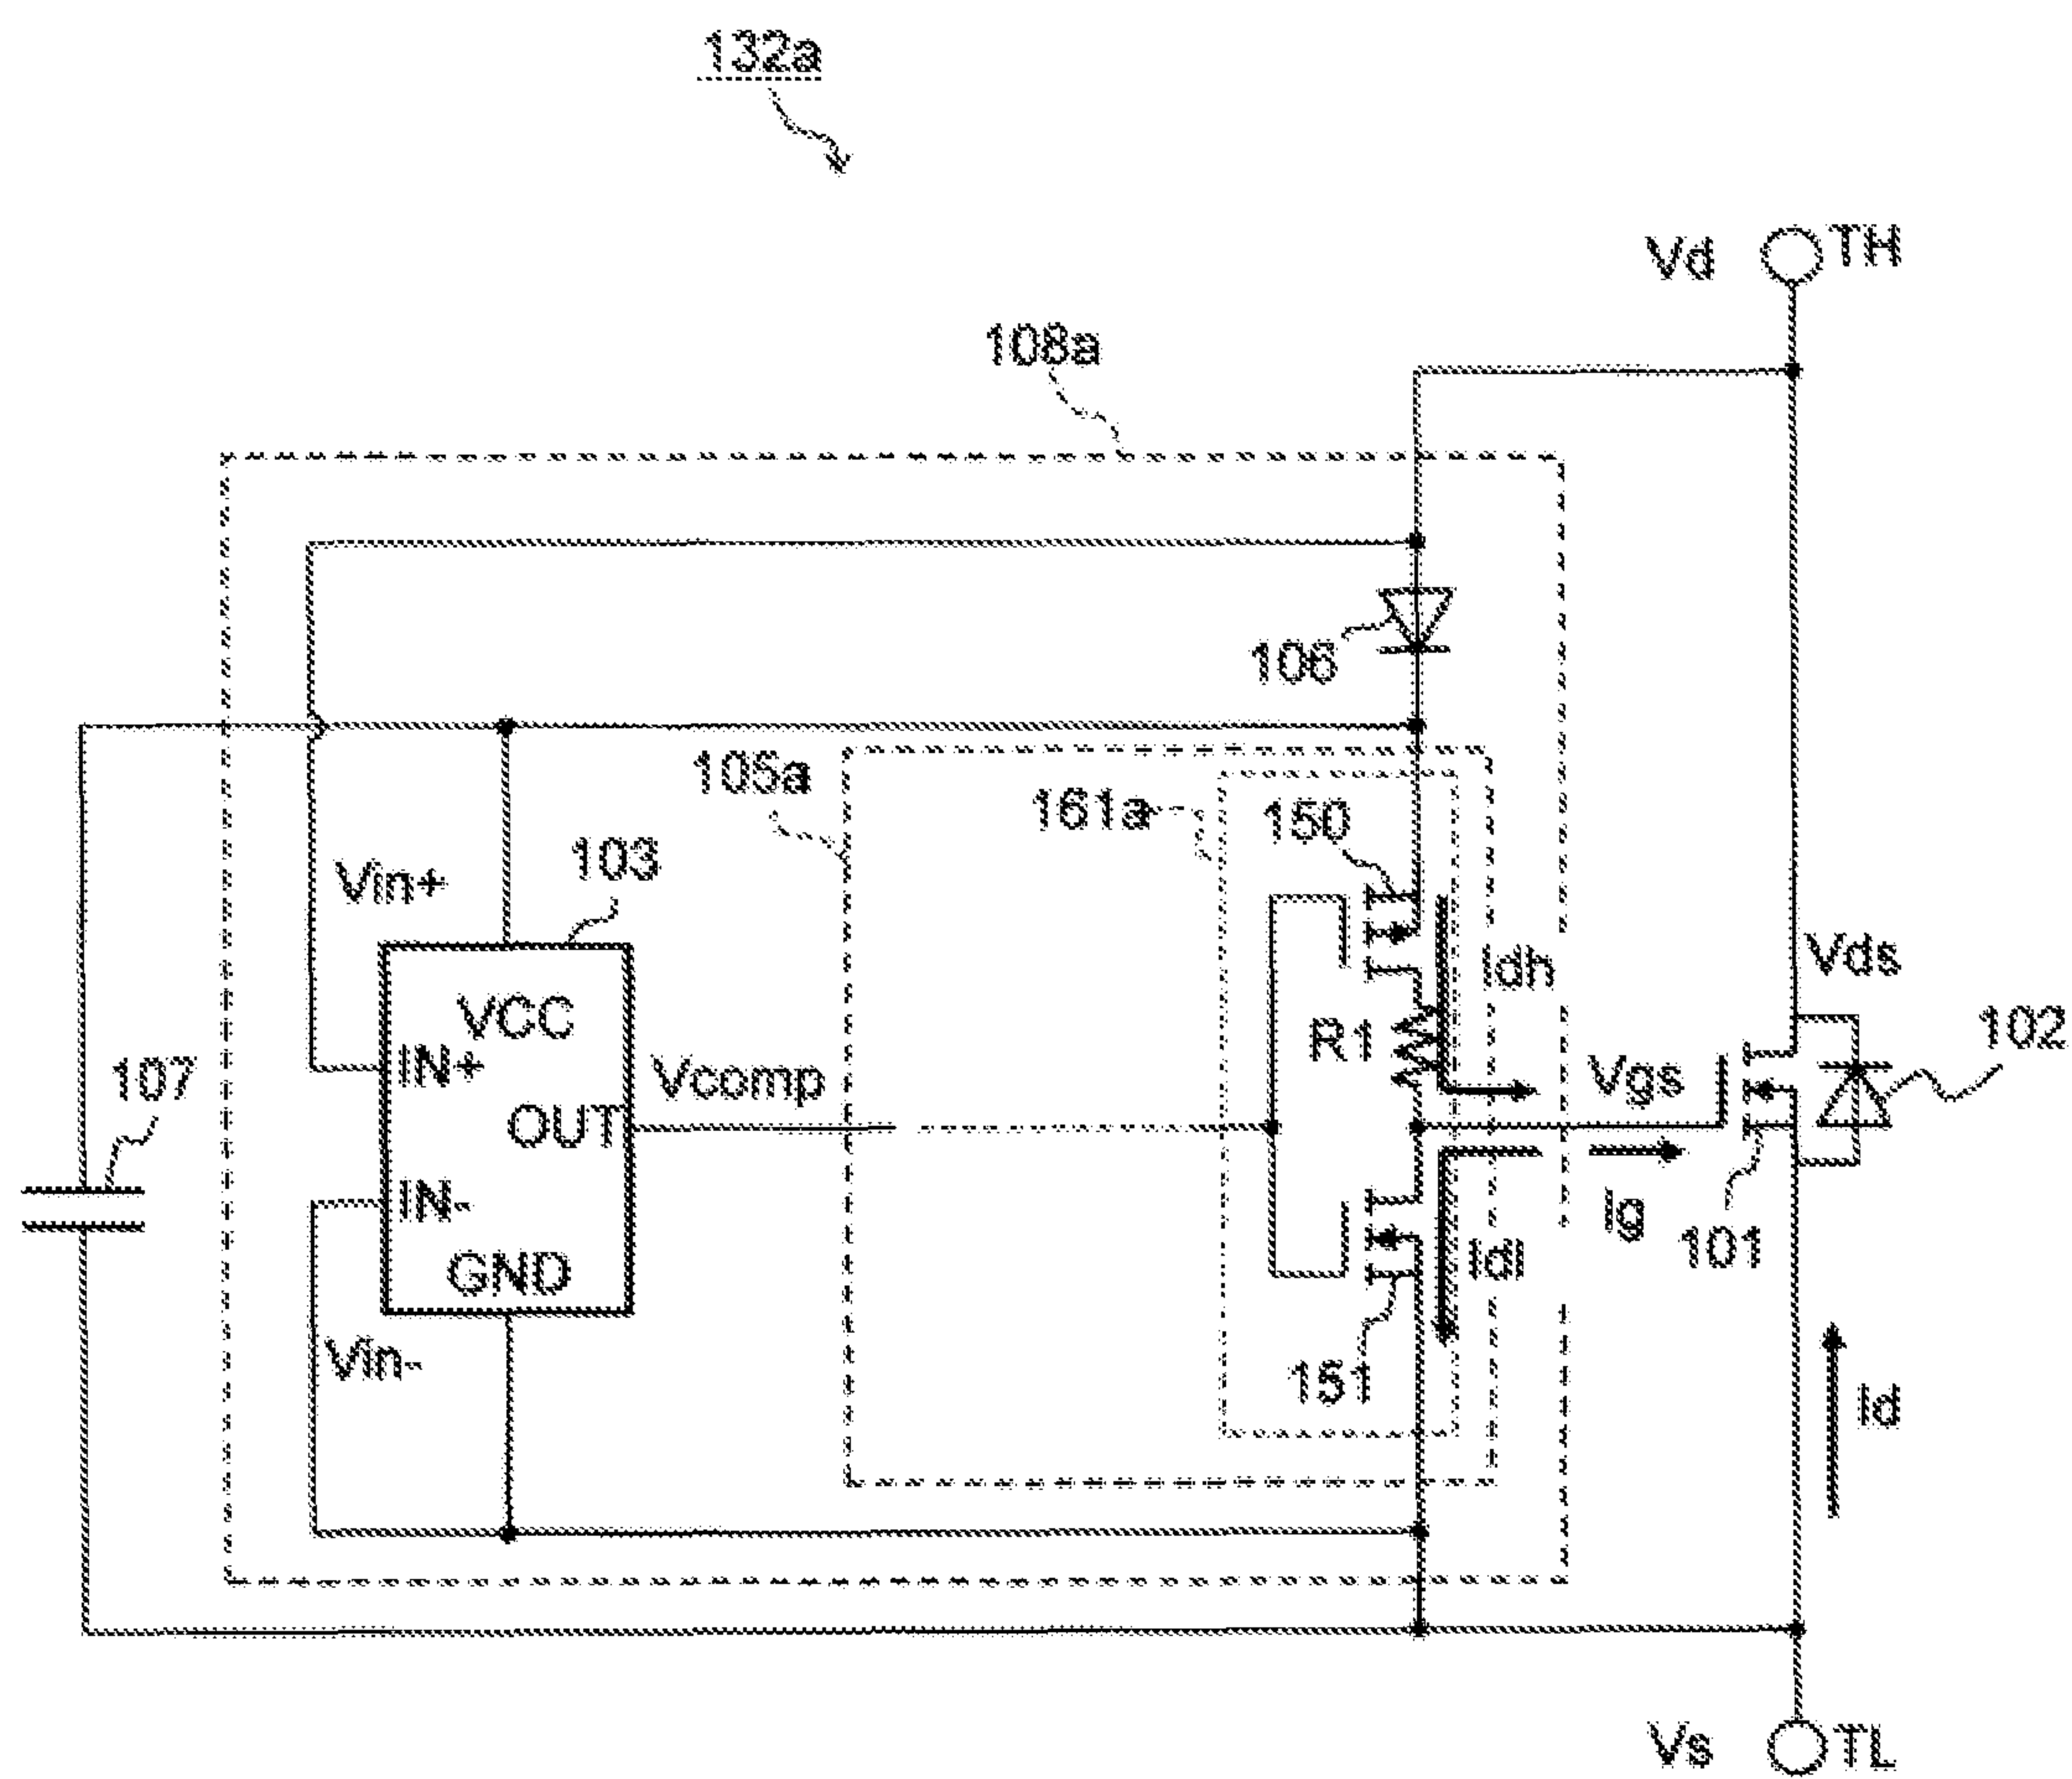 132a
Vd
TH
108a
106
105a
161a
150
Vin+
103
Idh
Vds
VCC
102
IN+
R1
107
Vcomp
Vgs
OUT
IN-
Ig
101
GND
Idl
Vin-
151
Id
Vs
TL